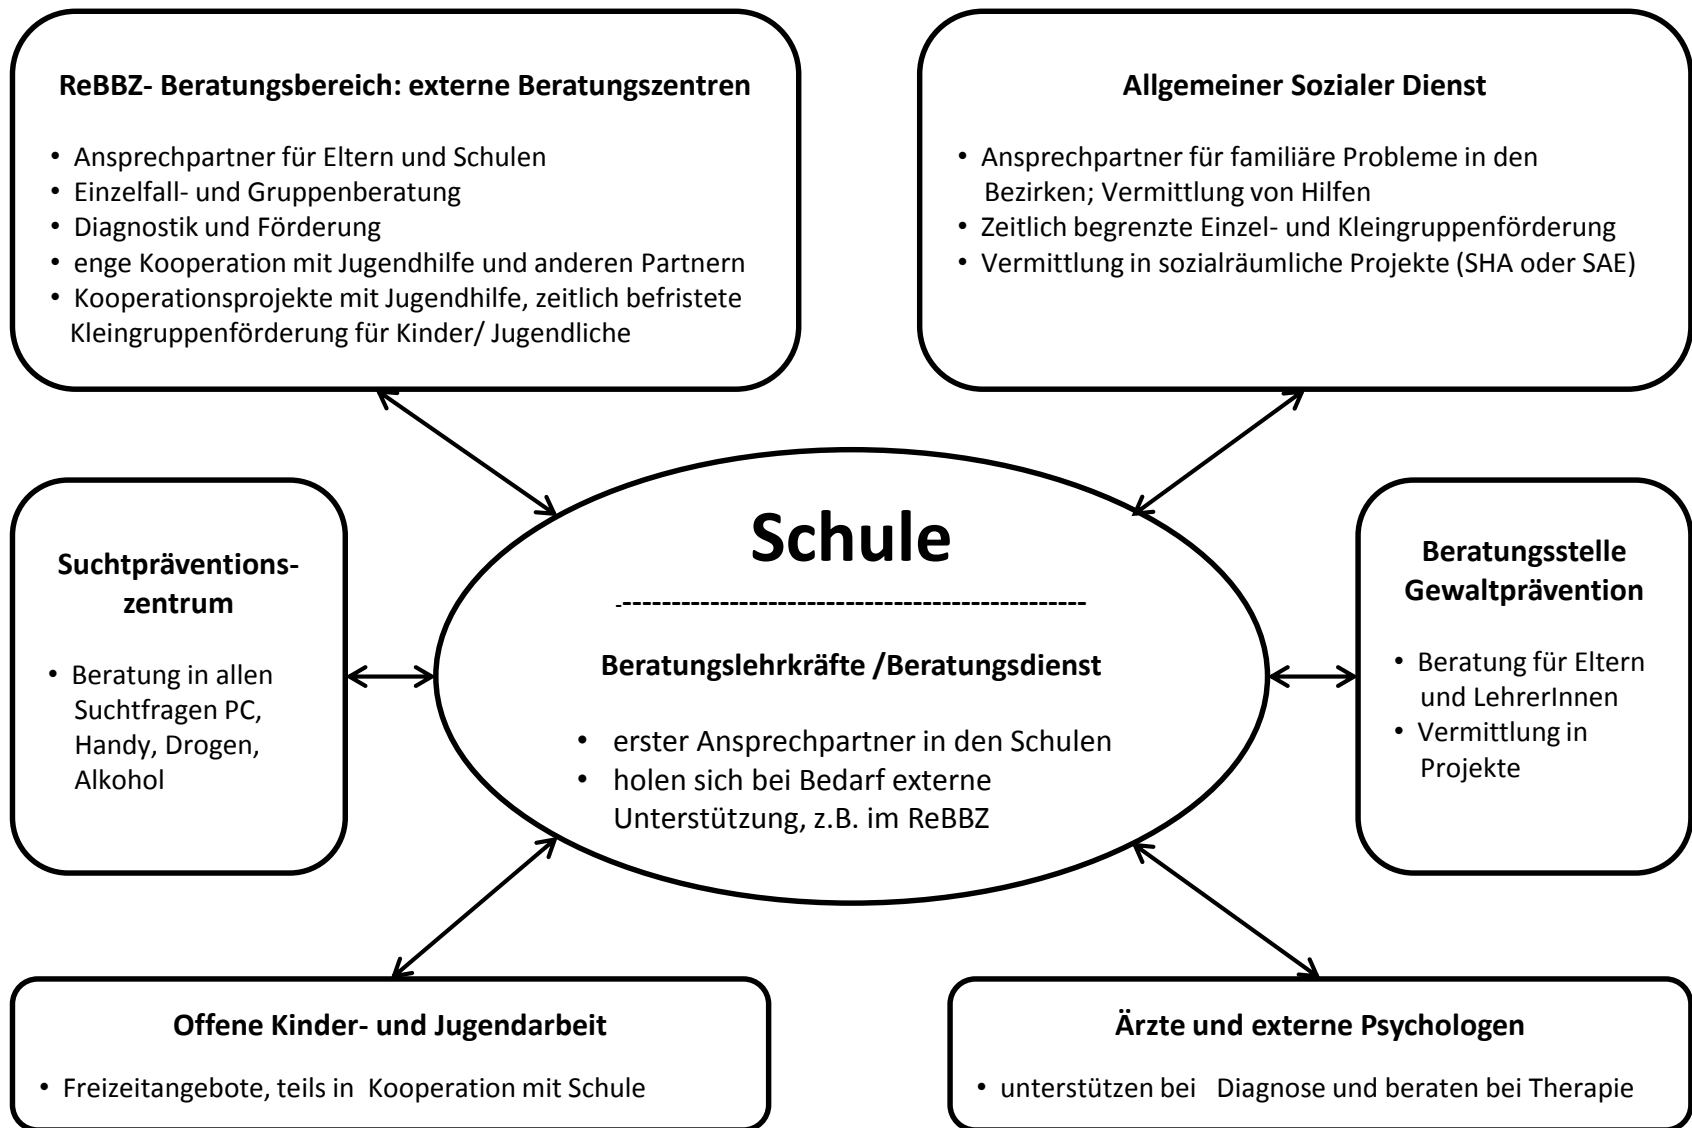 ReBBZ- Beratungsbereich: externe Beratungszentren
• Ansprechpartner für Eltern und Schulen
• Einzelfall- und Gruppenberatung
• Diagnostik und Förderung
• enge Kooperation mit Jugendhilfe und anderen Partnern
• Kooperationsprojekte mit Jugendhilfe, zeitlich befristete
Kleingruppenförderung für Kinder/ Jugendliche
Allgemeiner Sozialer Dienst
• Ansprechpartner für familiäre Probleme in den
Bezirken; Vermittlung von Hilfen
• Zeitlich begrenzte Einzel- und Kleingruppenförderung
• Vermittlung in sozialräumliche Projekte (SHA oder SAE)
Suchtpräventions-
zentrum
• Beratung in allen
Suchtfragen PC,
Handy, Drogen,
Alkohol
Schule
------------------------------------------------
Beratungslehrkräfte /Beratungsdienst
• erster Ansprechpartner in den Schulen
• holen sich bei Bedarf externe
Unterstützung, z.B. im ReBBZ
Beratungsstelle
Gewaltprävention
• Beratung für Eltern
und LehrerInnen
• Vermittlung in
Projekte
Offene Kinder- und Jugendarbeit
• Freizeitangebote, teils in Kooperation mit Schule
Ärzte und externe Psychologen
• unterstützen bei Diagnose und beraten bei Therapie